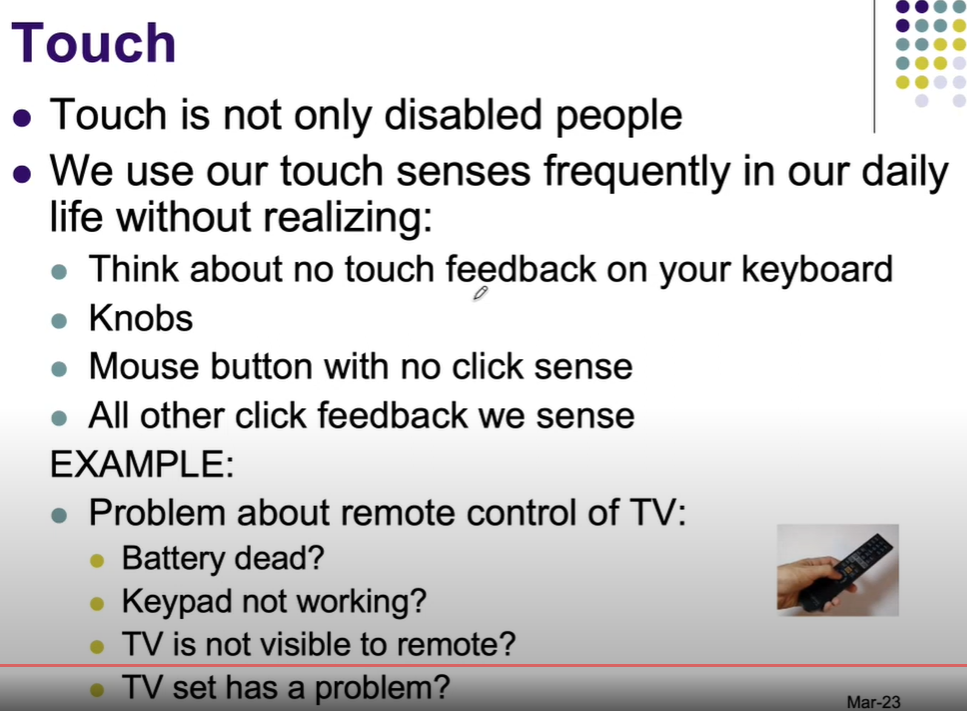 Touch
Touch is not only disabled people
We use our touch senses frequently in our daily
life without realizing:
Think about no touch feedback on your keyboard
Knobs
Mouse button with no click sense
All other click feedback we sense
EXAMPLE:
Problem about remote control of TV:
Battery dead?
Keypad not working?
TV is not visible to remote?
TV set has a problem?
Mar-23